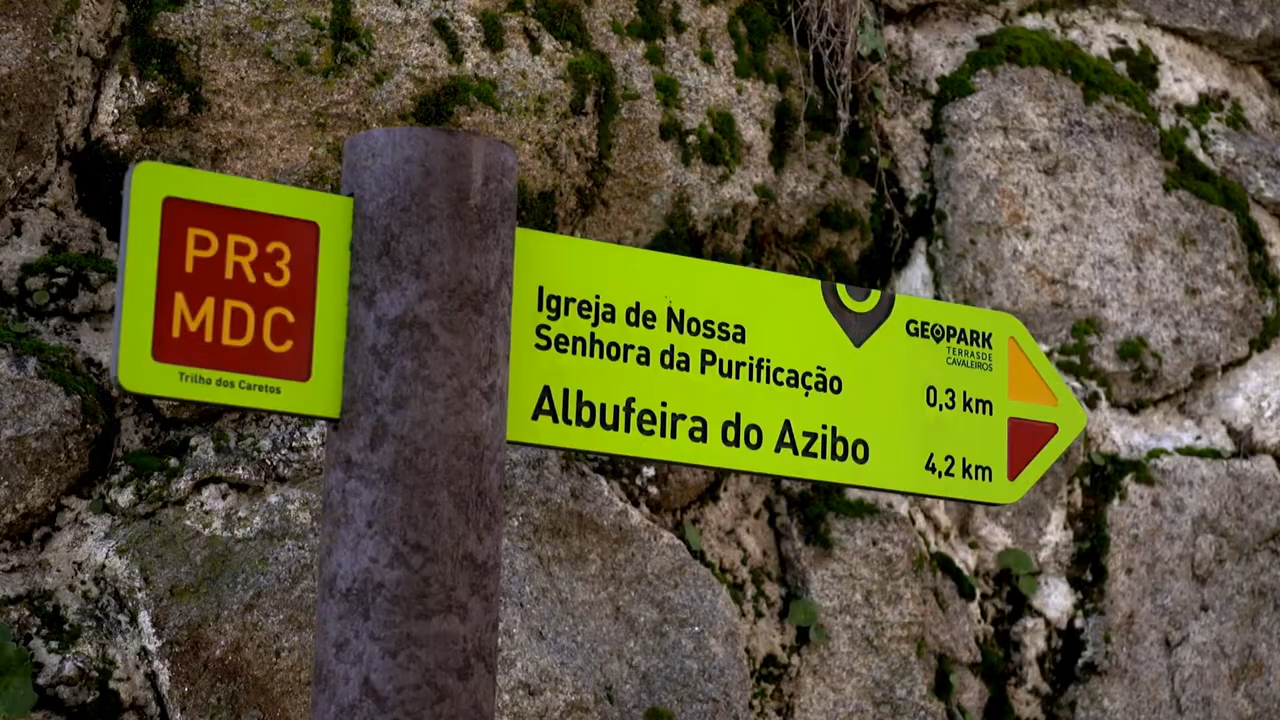 PR3
MDC
Trilho dos Caretos
Igreja de Nossa
Senhora da Purificação
Albufeira do Azibo
GEOPARK
TERRAS DE
CAVALEIROS
0,3 km
4,2 km